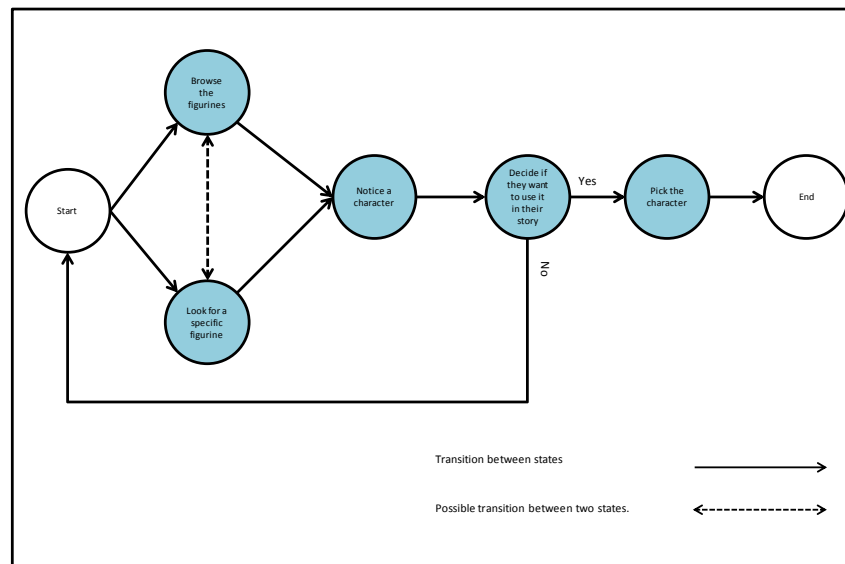 Browse
the
figurines
Start
Notice a
character
Decide if
they want
to use it
in their
story
Yes
Pick the
character
End
No
Look for a
specific
figurine
Transition between states
Possible transition between two states.